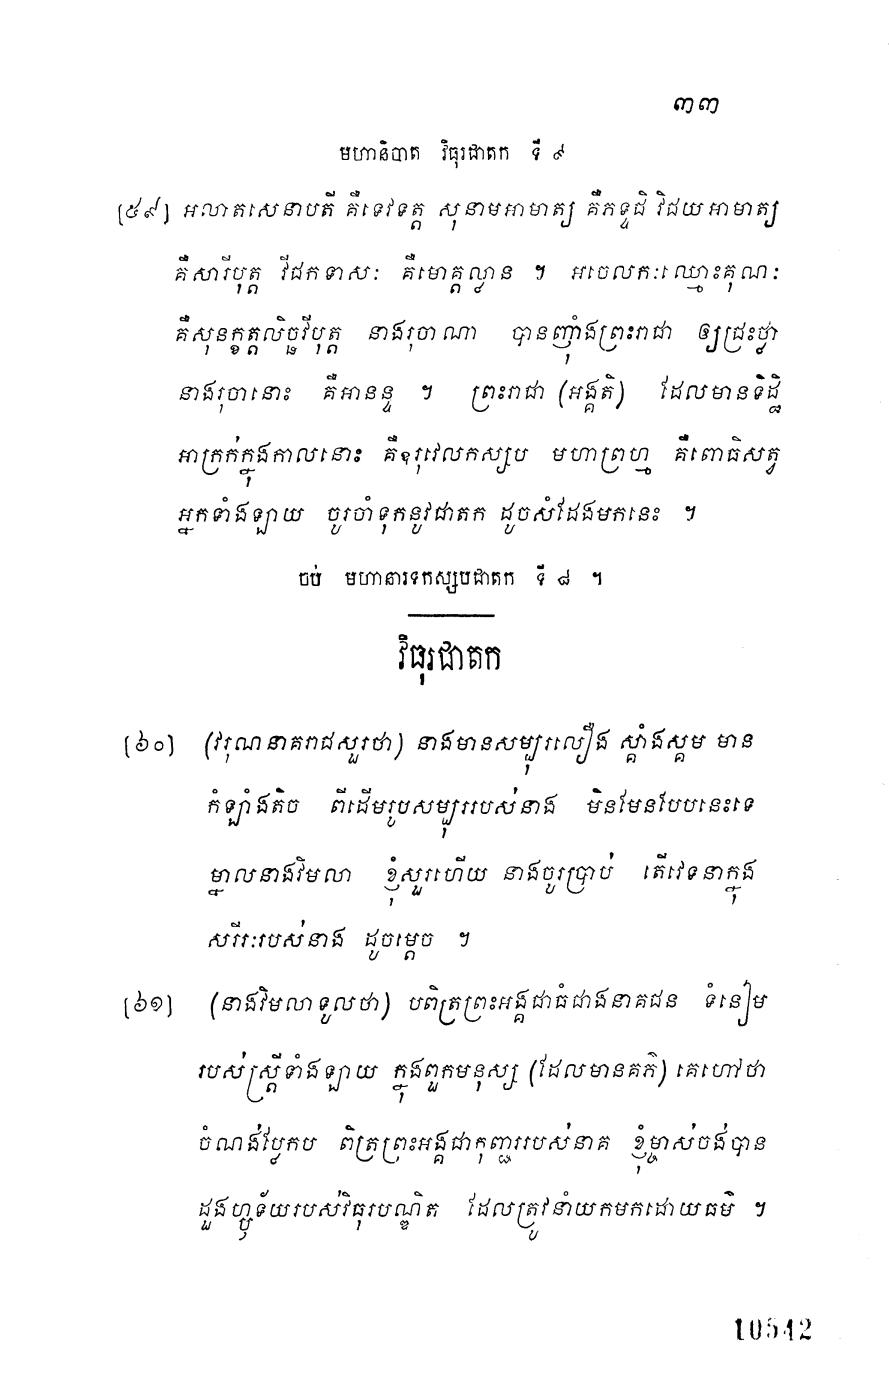 ៣៣
មហានិបាត វិធុរជាតក ទី ៩
[៥៩] អលាតសេនាបតី គឺទេវទត្ត សុនាមអាមាត្យ គឺភទ្ទជិ វិជយអាមាត្យ
គឺសារីបុត្ត វីជកទាសៈ គឺមោគ្គល្លាន ។ អចេលកៈឈ្មោះគុណៈ
គឺសុនក្ខត្តលិច្ឆវីបុត្ត នាងរុចាណា បានញុំាងព្រះរាជា ឲ្យជ្រះថ្លា
នាងរុចានោះ គឺអានន្ទ ។ ព្រះរាជា (អង្គតិ) ដែលមានទិដ្ឋិ
អាក្រក់ក្នុងកាលនោះ គឺឧរុវេលកស្សប មហាព្រហ្ម គឺពោធិសត្វ
អ្នកទាំងឡាយ ចូរចាំទុកនូវជាតក ដូចសំដែងមកនេះ ។
ចប់ មហានារទកស្សបជាតក ទី ៨ ។
វិធុរជាតក
[៦០] (វរុណនាគរាជសួរថា) នាងមានសម្បុរលឿង ស្គាំងស្គម មាន
កំឡាំងតិច ពីដើមរូបសម្បុររបស់នាង មិនមែនបែបនេះទេ
ម្នាលនាងវិមលា ខ្ញុំសួរហើយ នាងចូរប្រាប់ តើវេទនាក្នុង
សរីរៈរបស់នាង ដូចម្តេច ។
[៦១] (នាងវិមលាទូលថា) បពិត្រព្រះអង្គជាធំជាងនាគជន ទំនៀម
របស់ស្ត្រីទាំងឡាយ ក្នុងពួកមនុស្ស (ដែលមានគភ៌) គេហៅថា
ចំណង់ប្លែកប ពិត្រព្រះអង្គជាកុញ្ជររបស់នាគ ខ្ញុំម្ចាស់ចង់បាន
ដួងហ្ឫទ័យរបស់វិធុរបណ្ឌិត ដែលត្រូវនាំយកមកដោយធម៌ ។
10542